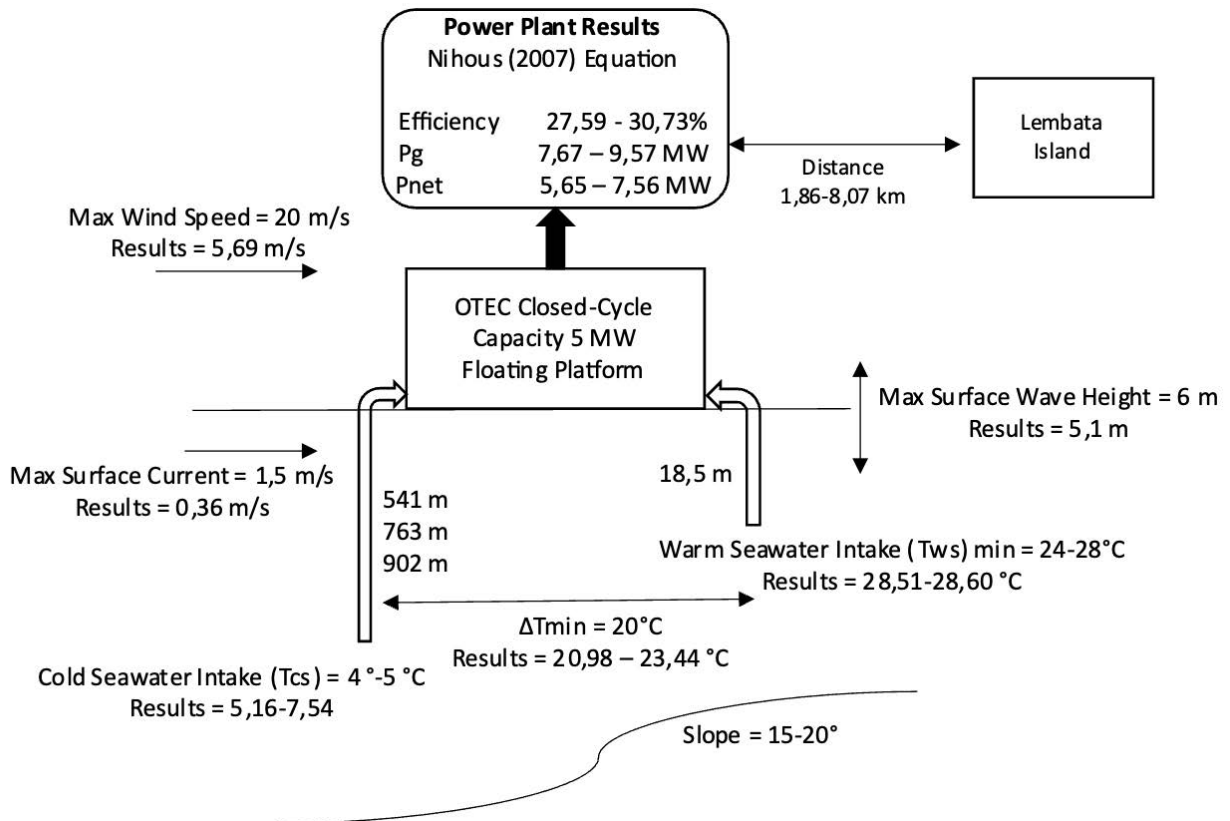 Power Plant Results
Nihous (2007) Equation
Efficiency 27,59 - 30,73%
Pg 7,67 – 9,57 MW
Pnet 5,65 – 7,56 MW
Lembata
Island
Distance
1,86-8,07 km
Max Wind Speed = 20 m/s
Results = 5,69 m/s
OTEC Closed-Cycle
Capacity 5 MW
Floating Platform
Max Surface Wave Height = 6 m
Results = 5,1 m
Max Surface Current = 1,5 m/s
Results = 0,36 m/s
541 m
763 m
902 m
18,5 m
Warm Seawater Intake (Tws) min = 24-28°C
Results = 28,51-28,60 °C
ΔTmin = 20°C
Results = 20,98 – 23,44 °C
Cold Seawater Intake (Tcs) = 4 °-5 °C
Results = 5,16-7,54
Slope = 15-20°